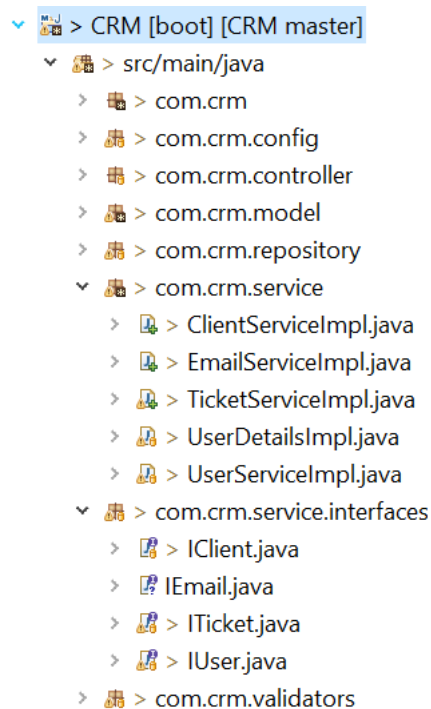 > CRM [boot] [CRM master]
> src/main/java
> com.crm
> com.crm.config
> com.crm.controller
> com.crm.model
> com.crm.repository
> com.crm.service
> ClientServiceImpl.java
> EmailServiceImpl.java
> TicketServiceImpl.java
> UserDetailsImpl.java
> UserServiceImpl.java
> com.crm.service.interfaces
> IClient.java
IEmail.java
> ITicket.java
> IUser.java
> com.crm.validators